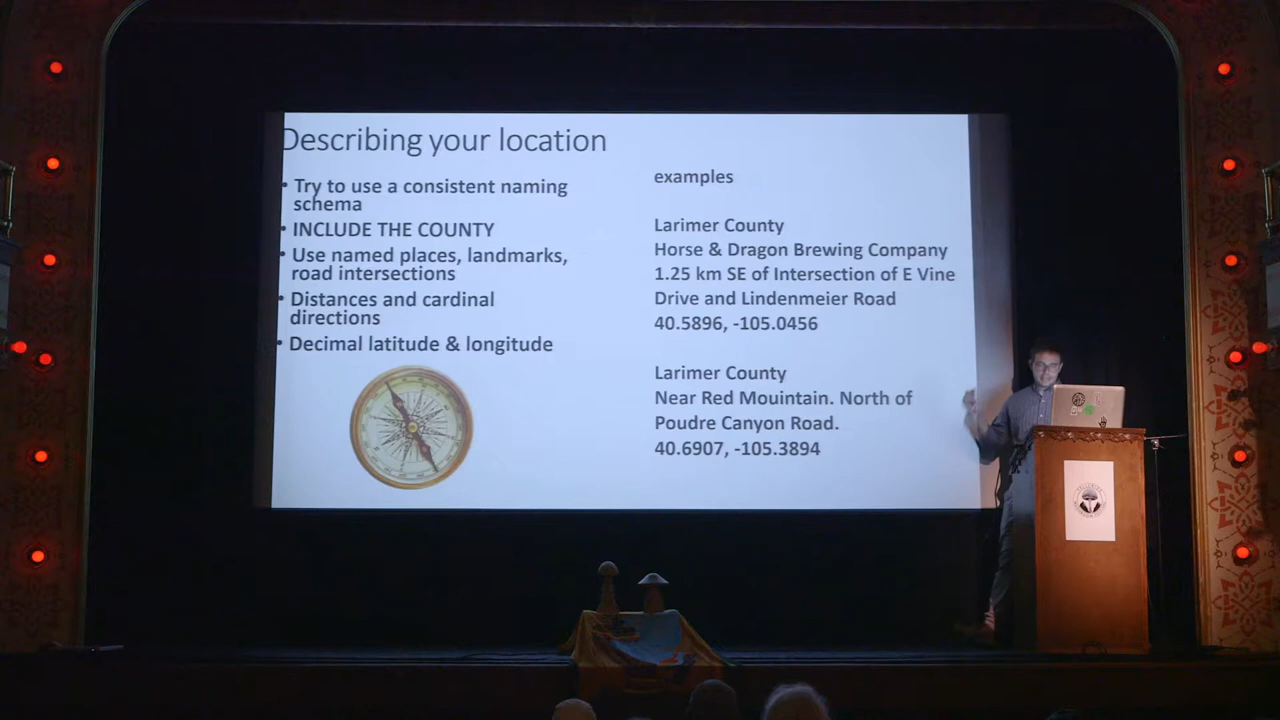 Describing your location
• Try to use a consistent naming
schema
• INCLUDE THE COUNTY
• Use named places, landmarks,
road intersections
• Distances and cardinal
directions
• Decimal latitude & longitude
examples
Larimer County
Horse & Dragon Brewing Company
1.25 km SE of Intersection of E Vine
Drive and Lindenmeier Road
40.5896, -105.0456
Larimer County
Near Red Mouintain. North of
Poudre Canyon Road.
40.6907, -105.3894